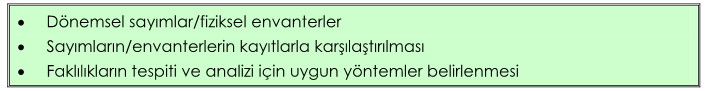 • Dönemsel sayımlar/fiziksel envanterler
• Sayımların/envanterlerin kayıtlarla karşılaştırılması
• Faklılıkların tespiti ve analizi için uygun yöntemler belirlenmesi